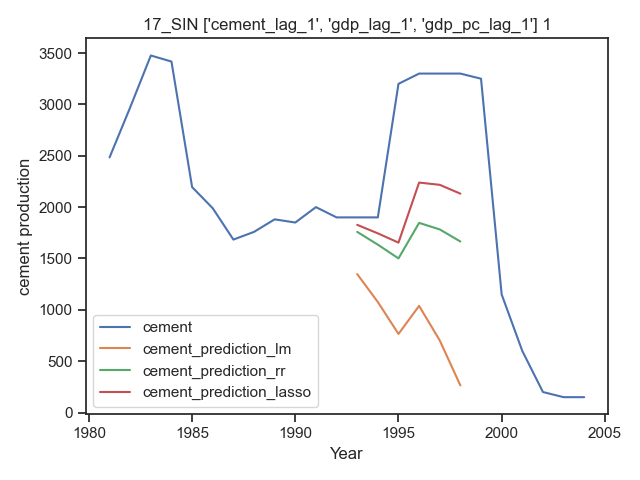 17_SIN ['cement_lag_1', 'gdp_lag_1', 'gdp_pc_lag_1'] 1
cement production
3500
3000
2500
2000
1500
1000
500
0
cement
cement_prediction_lm
cement_prediction_rr
cement_prediction_lasso
1980 1985 1990 1995 2000 2005
Year